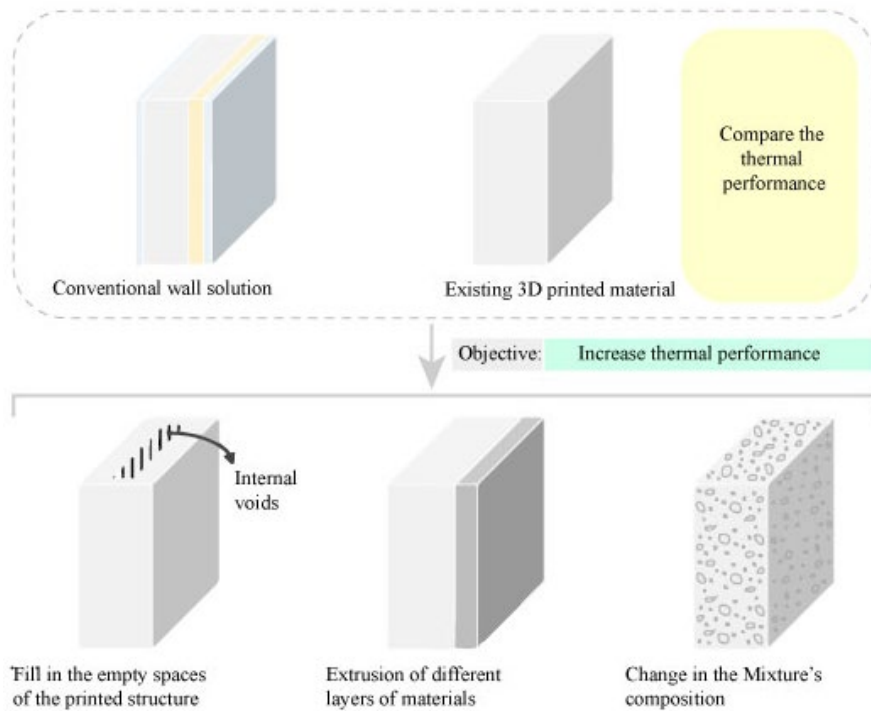 Compare the
thermal
performance
Conventional wall solution
Existing 3D printed material
Objective: Increase thermal performance
Internal
voids
Fill in the empty spaces
of the printed structure
Extrusion of different
layers of materials
Change in the Mixture's
composition